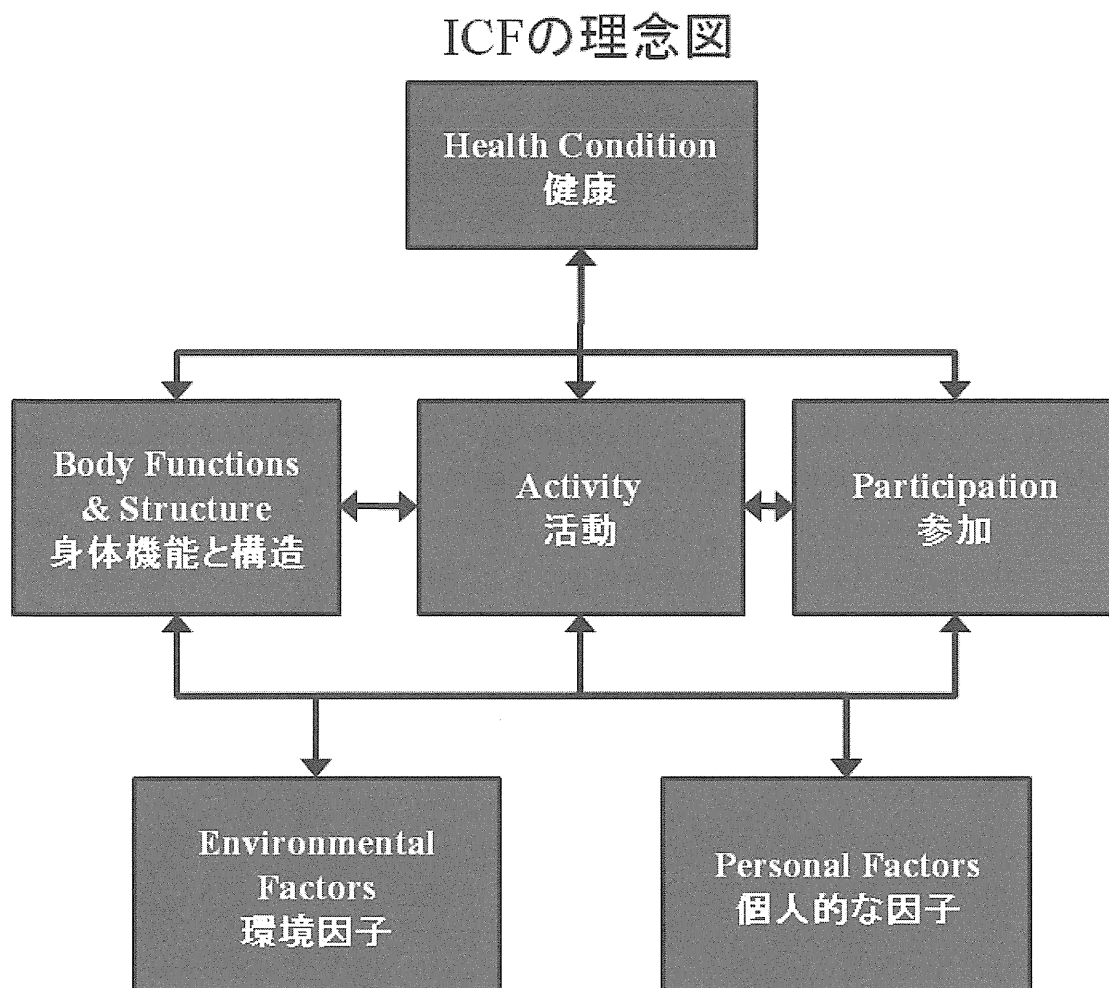 ICFの理念図
Health Condition
健康
Body Functions
& Structure
身体機能と構造
Activity
活動
Participation
参加
Environmental
Factors
環境因子
Personal Factors
個人的な因子